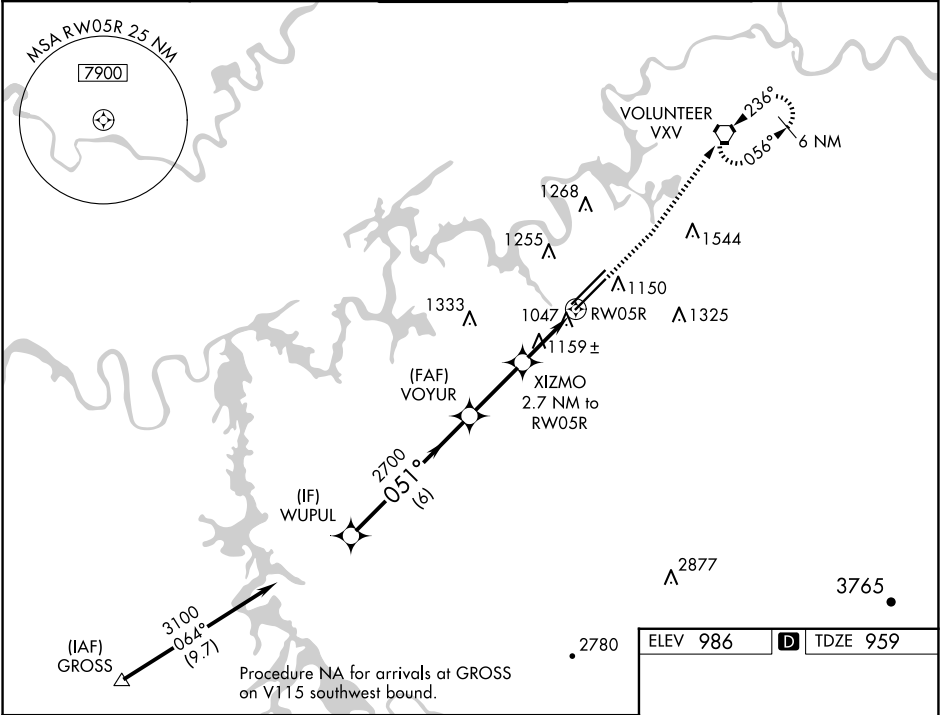 MSA RW05R 25 NM
7900
VOLUNTEER
VXV
236°
056°
6 NM
1268
1255
1544
1150
1333
1047
RW05R
1325
1159 ±
(FAF)
VOYUR
XIZMO
2.7 NM to
RW05R
2700
051°
(6)
(IF)
WUPUL
2877
3765
3100
064°
(9.7)
(IAF)
GROSS
2780
Procedure NA for arrivals at GROSS
on V115 southwest bound.
ELEV 986 D TDZE 959